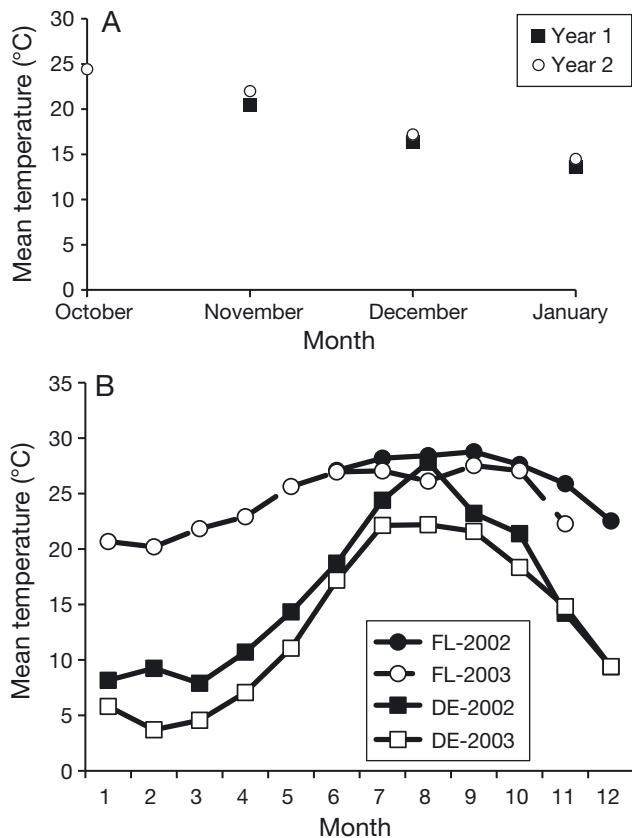 A
30
25
20
15
10
5
0
Mean temperature (°C)
Year 1
Year 2
October November December January
Month
B
35
30
25
20
15
10
5
0
Mean temperature (°C)
FL-2002
FL-2003
DE-2002
DE-2003
1 2 3 4 5 6 7 8 9 10 11 12
Month